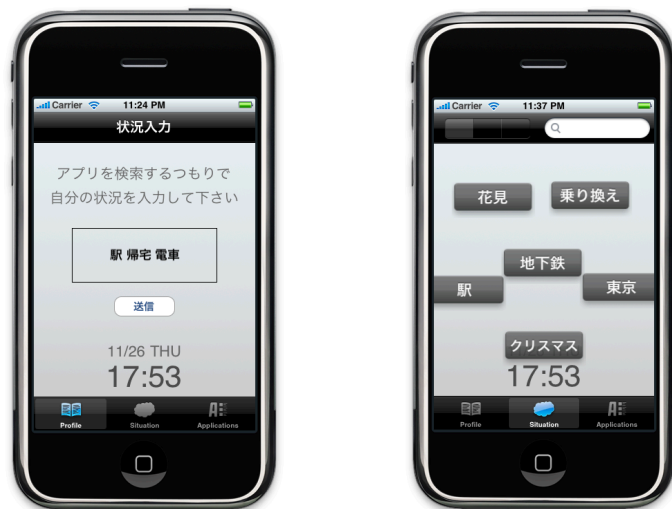 Carrier 11:24 PM
状況入力
アプリを検索するつもりで
自分の状況を入力して下さい
駅 帰宅 電車
送信
11/26 THU
17:53
Profile Situation Applications
Carrier 11:37 PM
花見 乗り換え
地下鉄
駅 東京
クリスマス
17:53
Profile Situation Applications